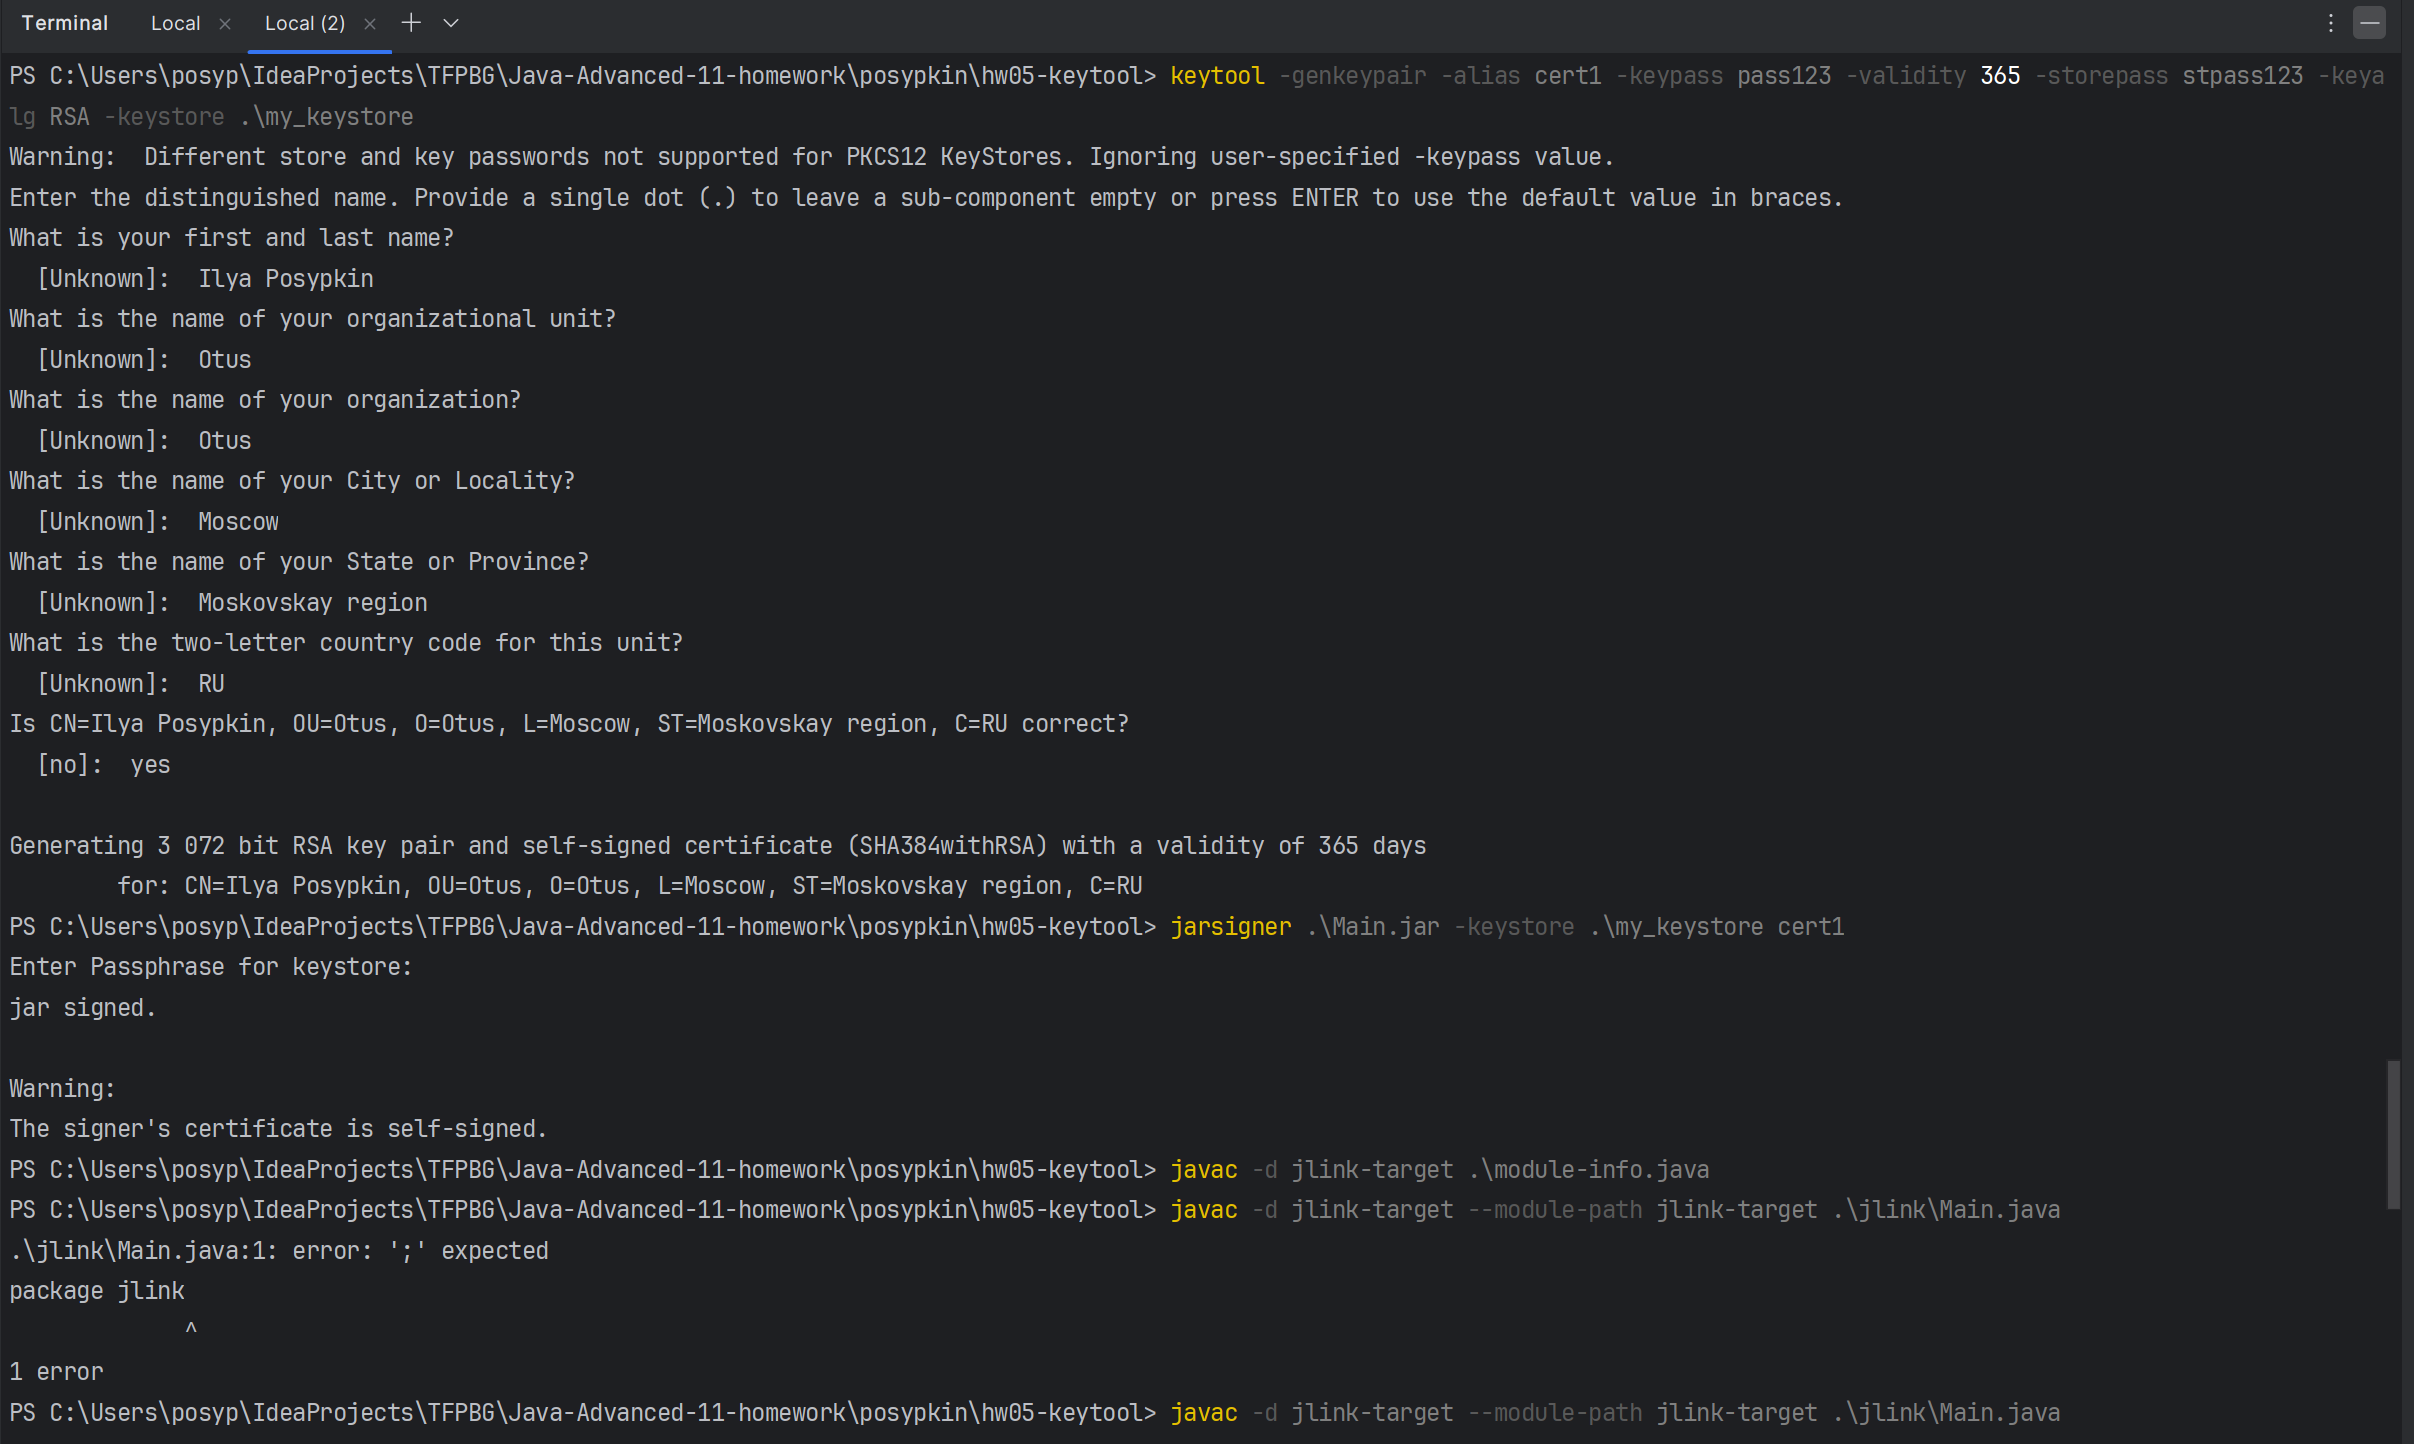 Terminal Local Local (2)
PS C:\Users\posyp\IdeaProjects\TFPBG\Java-Advanced-11-homework\posypkin\hw05-keytool> keytool -genkeypair -alias cert1 -keypass pass123 -validity 365 -storepass stpass123 -keya
lg RSA -keystore .\my_keystore
Warning:  Different store and key passwords not supported for PKCS12 KeyStores. Ignoring user-specified -keypass value.
Enter the distinguished name. Provide a single dot (.) to leave a sub-component empty or press ENTER to use the default value in braces.
What is your first and last name?
  [Unknown]:  Ilya Posypkin
What is the name of your organizational unit?
  [Unknown]:  Otus
What is the name of your organization?
  [Unknown]:  Otus
What is the name of your City or Locality?
  [Unknown]:  Moscow
What is the name of your State or Province?
  [Unknown]:  Moskovskay region
What is the two-letter country code for this unit?
  [Unknown]:  RU
Is CN=Ilya Posypkin, OU=Otus, O=Otus, L=Moscow, ST=Moskovskay region, C=RU correct?
  [no]:  yes

Generating 3 072 bit RSA key pair and self-signed certificate (SHA384withRSA) with a validity of 365 days
        for: CN=Ilya Posypkin, OU=Otus, O=Otus, L=Moscow, ST=Moskovskay region, C=RU
PS C:\Users\posyp\IdeaProjects\TFPBG\Java-Advanced-11-homework\posypkin\hw05-keytool> jarsigner .\Main.jar -keystore .\my_keystore cert1
Enter Passphrase for keystore:
jar signed.

Warning:
The signer's certificate is self-signed.
PS C:\Users\posyp\IdeaProjects\TFPBG\Java-Advanced-11-homework\posypkin\hw05-keytool> javac -d jlink-target .\module-info.java
PS C:\Users\posyp\IdeaProjects\TFPBG\Java-Advanced-11-homework\posypkin\hw05-keytool> javac -d jlink-target --module-path jlink-target .\jlink\Main.java
.\jlink\Main.java:1: error: ';' expected
package jlink
             ^
1 error
PS C:\Users\posyp\IdeaProjects\TFPBG\Java-Advanced-11-homework\posypkin\hw05-keytool> javac -d jlink-target --module-path jlink-target .\jlink\Main.java